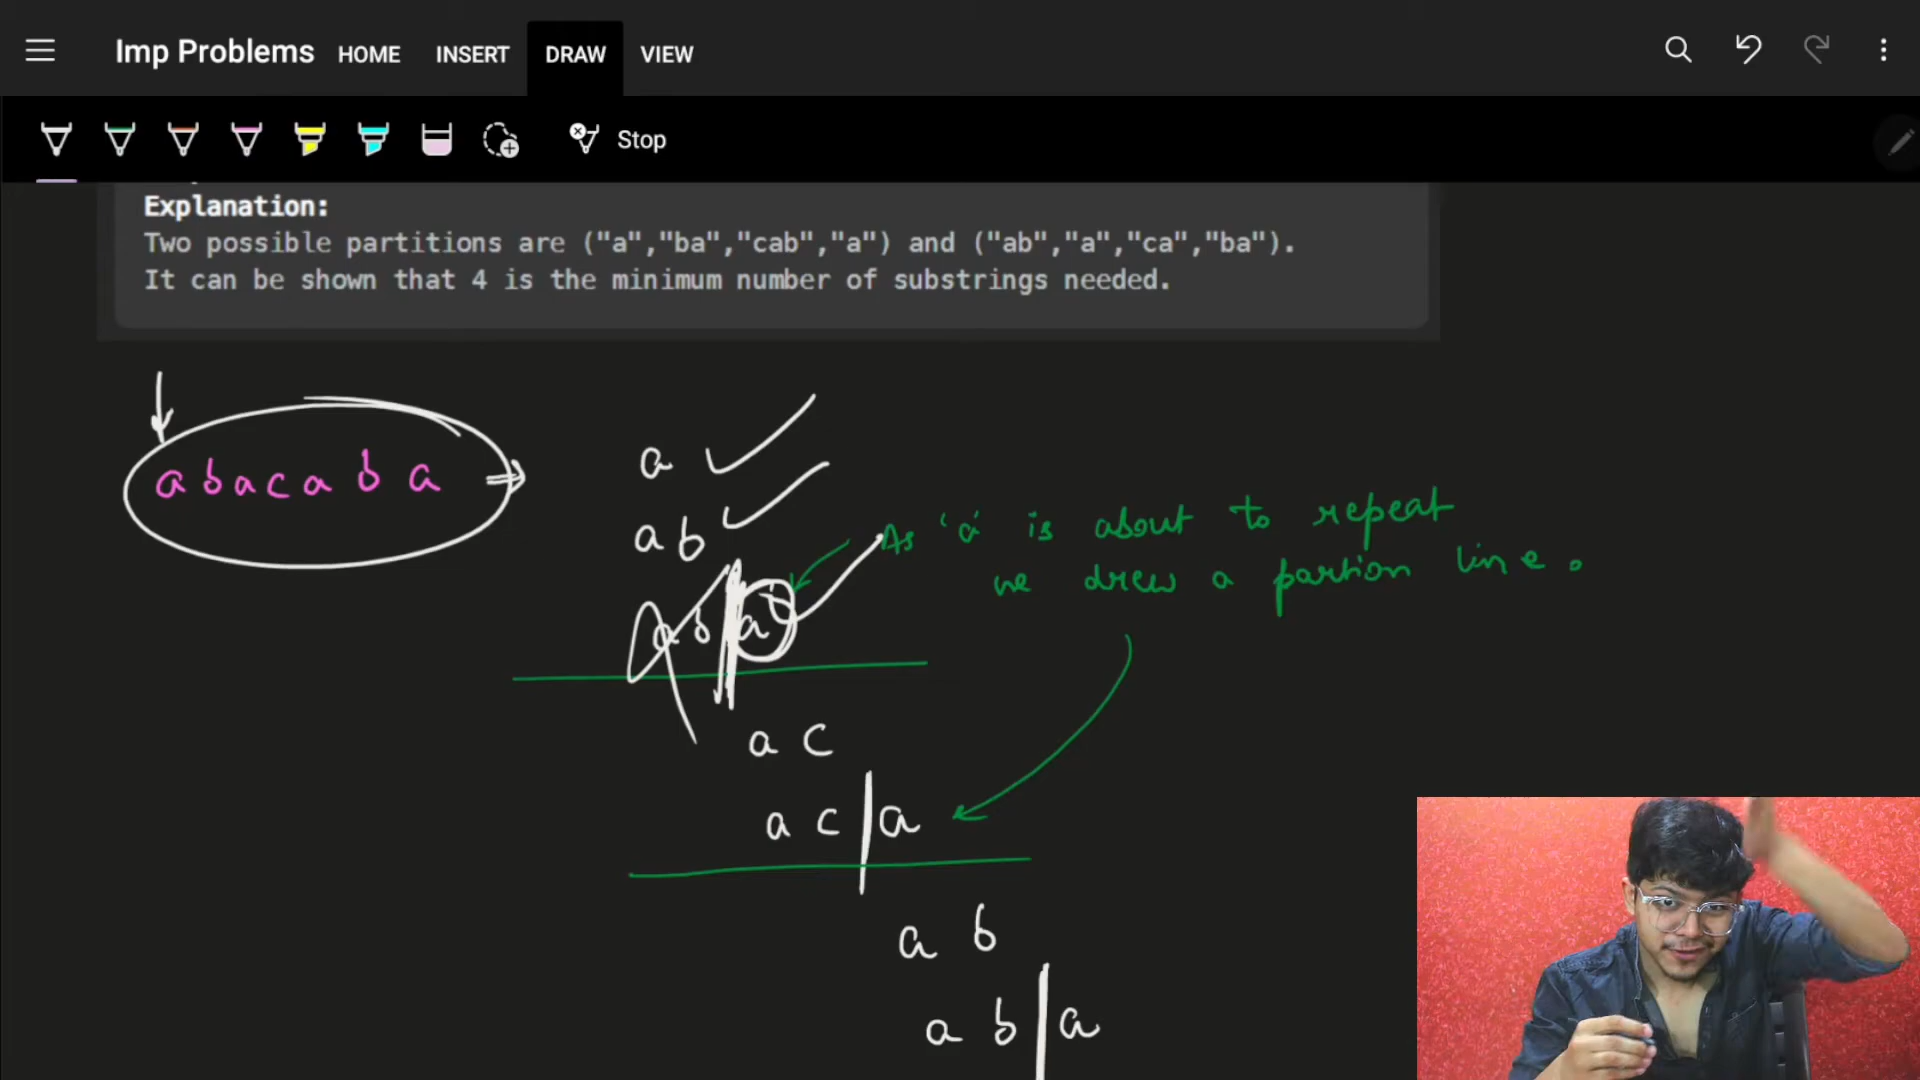 Imp Problems HOME INSERT DRAW VIEW
Stop
Explanation:
Two possible partitions are ("a","ba","cab","a") and ("ab","a","ca","ba").
It can be shown that 4 is the minimum number of substrings needed.
a b a c a b a
a
a b
a b | a
As 'a' is about to repeat
we drew a partion line.
a c
a c | a
a b
a b | a